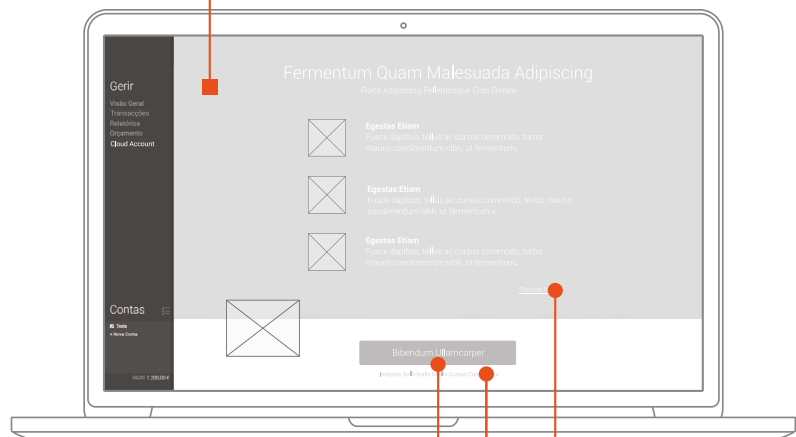 Gerir
Visão Geral
Transacções
Relatórios
Orçamento
Cloud Account
Contas
Teste
+ Nova Conta
1 200,00 €
Fermentum Quam Malesuada Adipiscing
Porta Adipiscing Pellentesque Cras Ornare
Egestas Etiam
Fusce dapibus, tellus ac cursus commodo, tortor
mauris condimentum nibh, ut fermentum.
Egestas Etiam
Fusce dapibus, tellus ac cursus commodo, tortor mauris
condimentum nibh, ut fermentum.v
Egestas Etiam
Fusce dapibus, tellus ac cursus commodo, tortor
mauris condimentum nibh, ut fermentum.
Bibendum Ullamcorper
Cursus